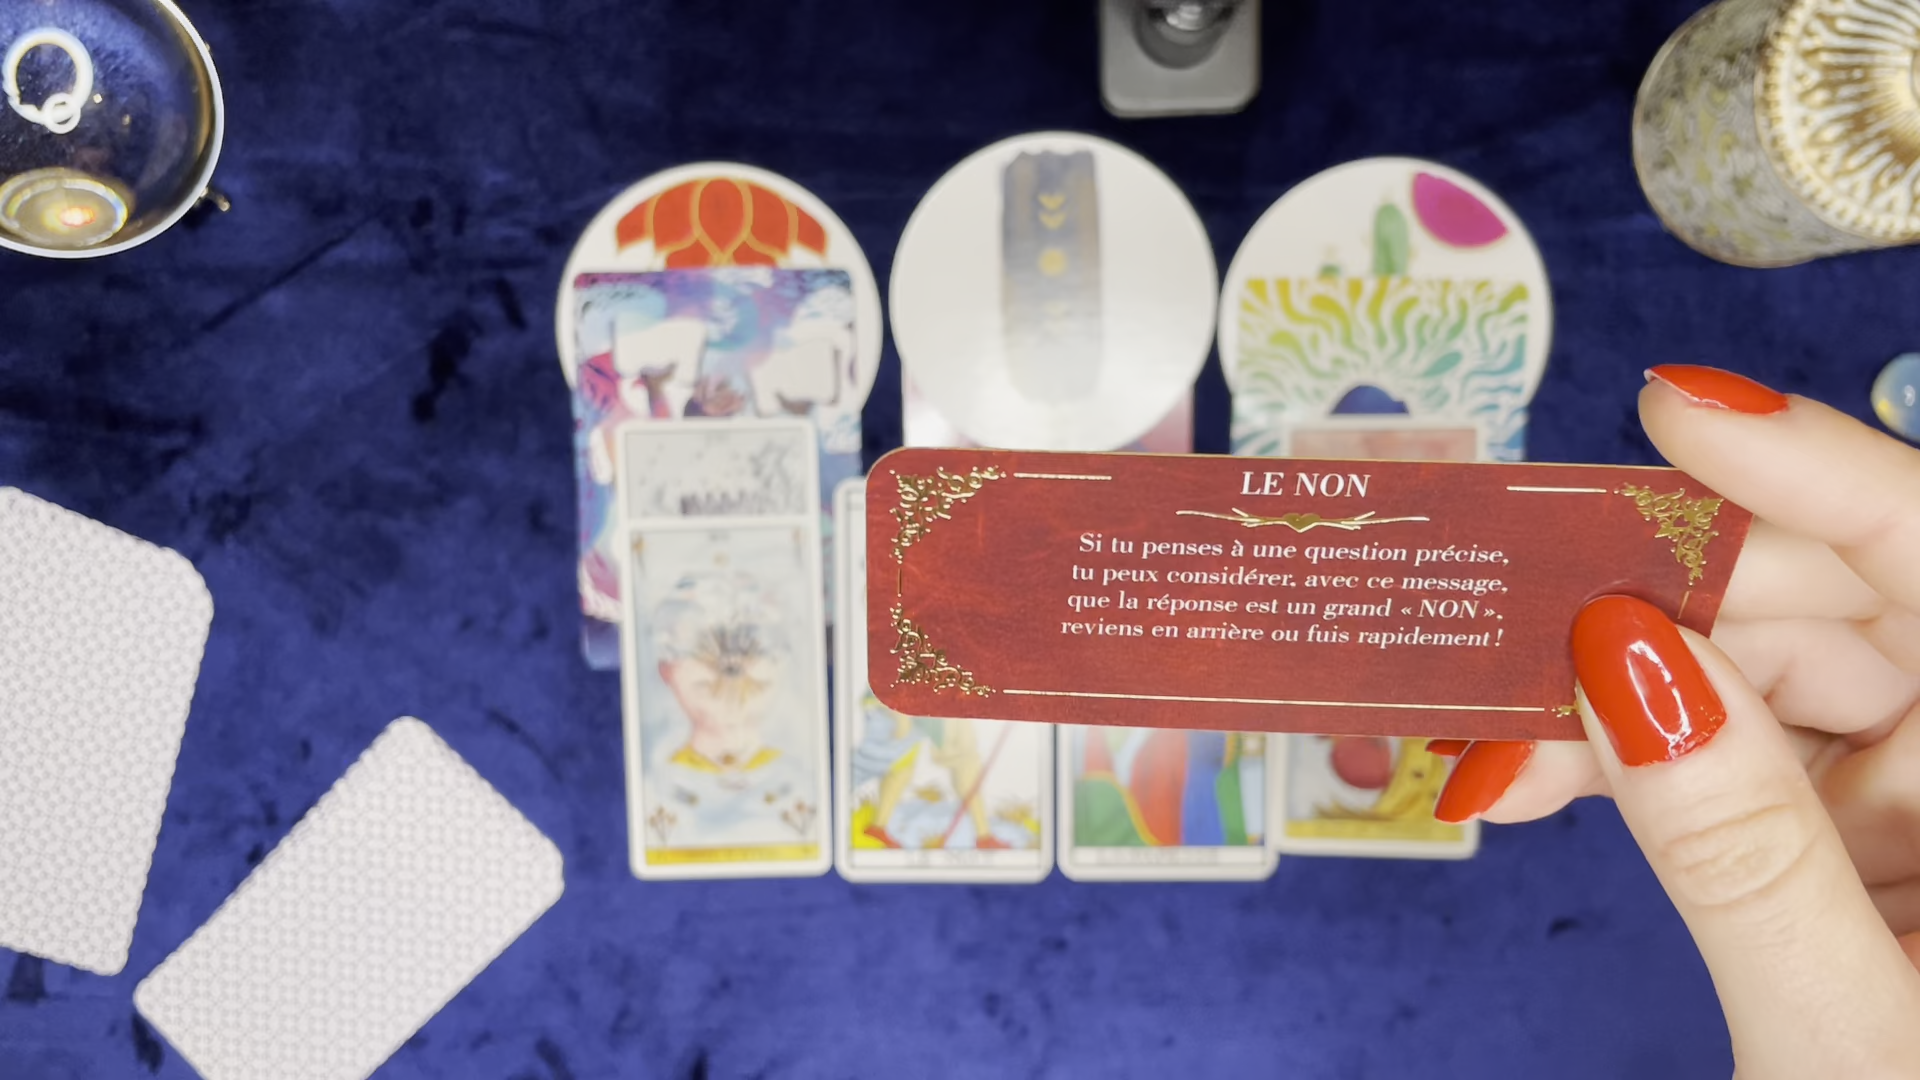 LE NON
Si tu penses à une question précise,
tu peux considérer, avec ce message,
que la réponse est un grand « NON »,
reviens en arrière ou fuis rapidement !